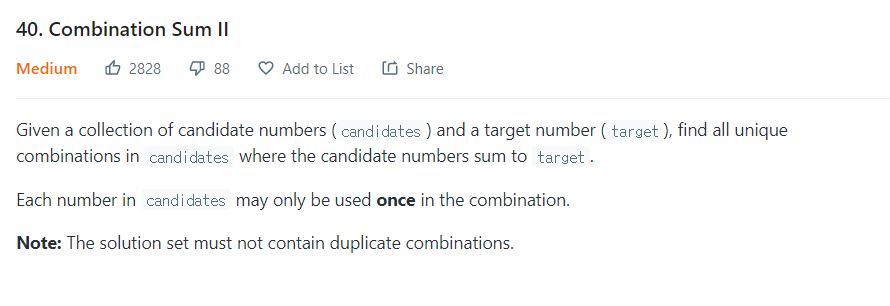 40. Combination Sum II
Medium 2828 88 Add to List Share
Given a collection of candidate numbers ( candidates ) and a target number ( target ), find all unique
combinations in candidates where the candidate numbers sum to target .
Each number in candidates may only be used once in the combination.
Note: The solution set must not contain duplicate combinations.